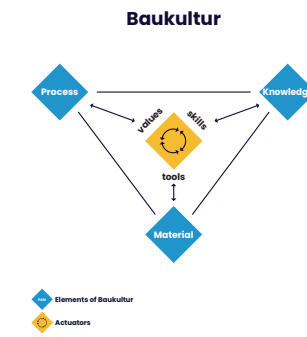 Baukultur
Process
Knowledg
values
skills
tools
Material
Elements of Baukultur
Actuators